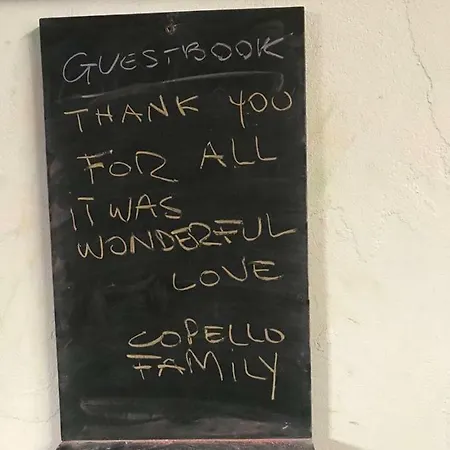 GUESTBOOK
THANK YOU
FOR ALL
iT WAS
WONDERFUL
LOVE
COPELLO
FAMILY